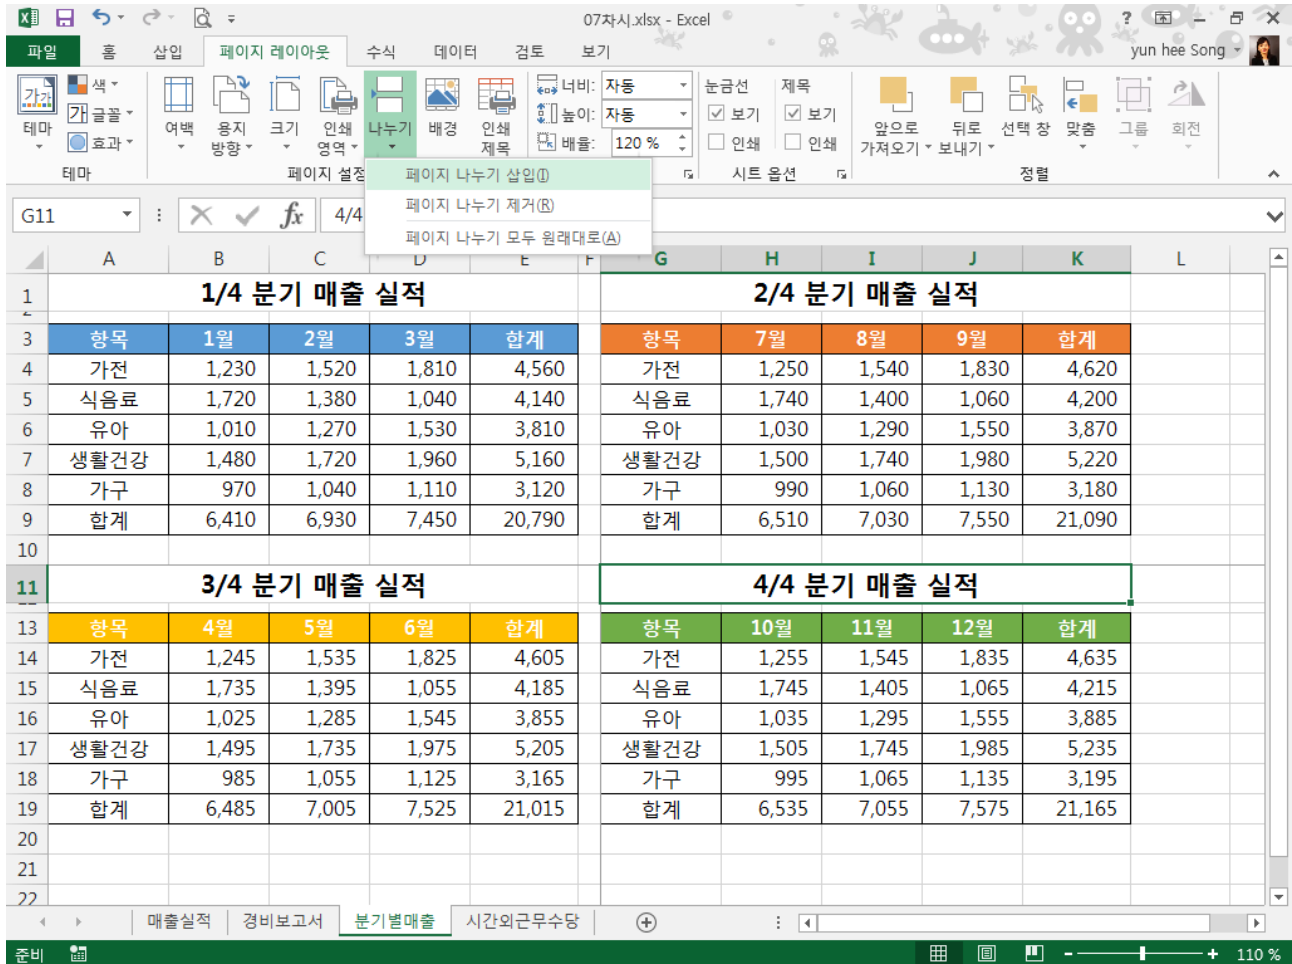 07차시.xlsx - Excel
?
파일 홈 삽입 페이지 레이아웃 수식 데이터 검토 보기 yun hee Song
테마 색 글꼴 효과 여백 용지 방향 크기 인쇄 영역 나누기 배경 인쇄 제목 너비: 자동 높이: 자동 배율: 120 % 눈금선 보기 인쇄 제목 보기 인쇄 앞으로 가져오기 뒤로 보내기 선택 창 맞춤 그룹 회전
테마 페이지 설정 시트 옵션 정렬
페이지 나누기 삽입(I)
페이지 나누기 제거(R)
페이지 나누기 모두 원래대로(A)
G11 fx 4/4
A B C D E F G H I J K L
1 1/4 분기 매출 실적 2/4 분기 매출 실적
3 항목 1월 2월 3월 합계 항목 7월 8월 9월 합계
4 가전 1,230 1,520 1,810 4,560 가전 1,250 1,540 1,830 4,620
5 식음료 1,720 1,380 1,040 4,140 식음료 1,740 1,400 1,060 4,200
6 유아 1,010 1,270 1,530 3,810 유아 1,030 1,290 1,550 3,870
7 생활건강 1,480 1,720 1,960 5,160 생활건강 1,500 1,740 1,980 5,220
8 가구 970 1,040 1,110 3,120 가구 990 1,060 1,130 3,180
9 합계 6,410 6,930 7,450 20,790 합계 6,510 7,030 7,550 21,090
10
11 3/4 분기 매출 실적 4/4 분기 매출 실적
13 항목 4월 5월 6월 합계 항목 10월 11월 12월 합계
14 가전 1,245 1,535 1,825 4,605 가전 1,255 1,545 1,835 4,635
15 식음료 1,735 1,395 1,055 4,185 식음료 1,745 1,405 1,065 4,215
16 유아 1,025 1,285 1,545 3,855 유아 1,035 1,295 1,555 3,885
17 생활건강 1,495 1,735 1,975 5,205 생활건강 1,505 1,745 1,985 5,235
18 가구 985 1,055 1,125 3,165 가구 995 1,065 1,135 3,195
19 합계 6,485 7,005 7,525 21,015 합계 6,535 7,055 7,575 21,165
20
21
22
매출실적 경비보고서 분기별매출 시간외근무수당
준비 110 %